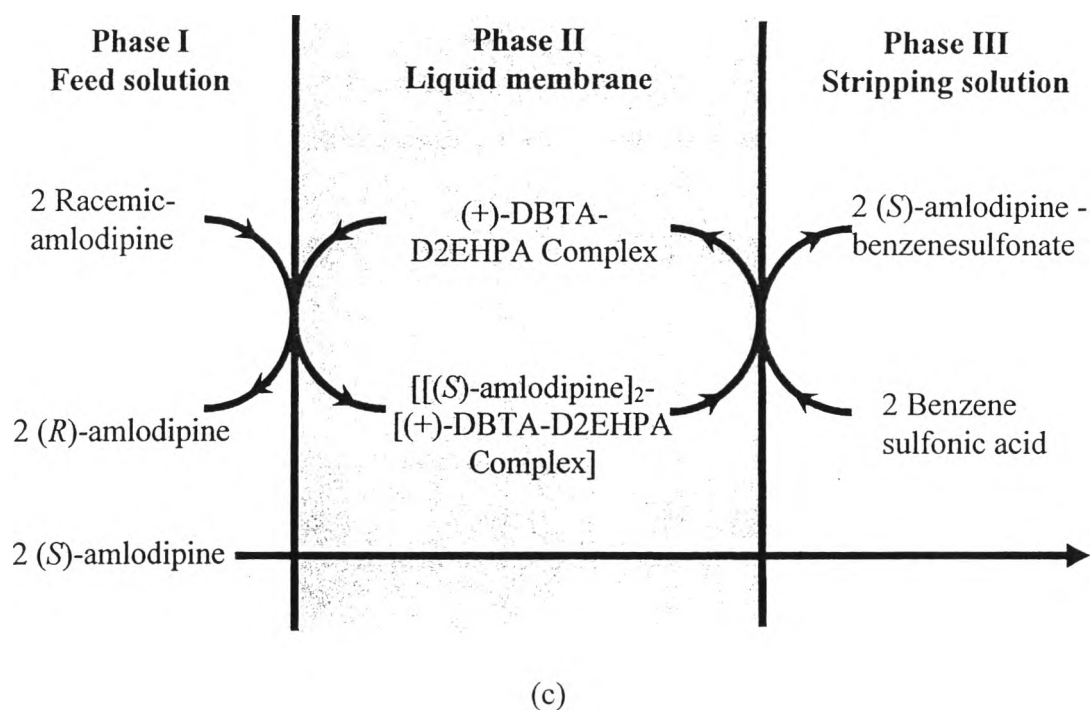 Phase I
Feed solution
Phase II
Liquid membrane
Phase III
Stripping solution
2 Racemic-
amlodipine
(+)-DBTA-
D2EHPA Complex
2 (S)-amlodipine -
benzenesulfonate
2 (R)-amlodipine
[[(S)-amlodipine]₂-
[(+)-DBTA-D2EHPA
Complex]
2 Benzene
sulfonic acid
2 (S)-amlodipine
(c)